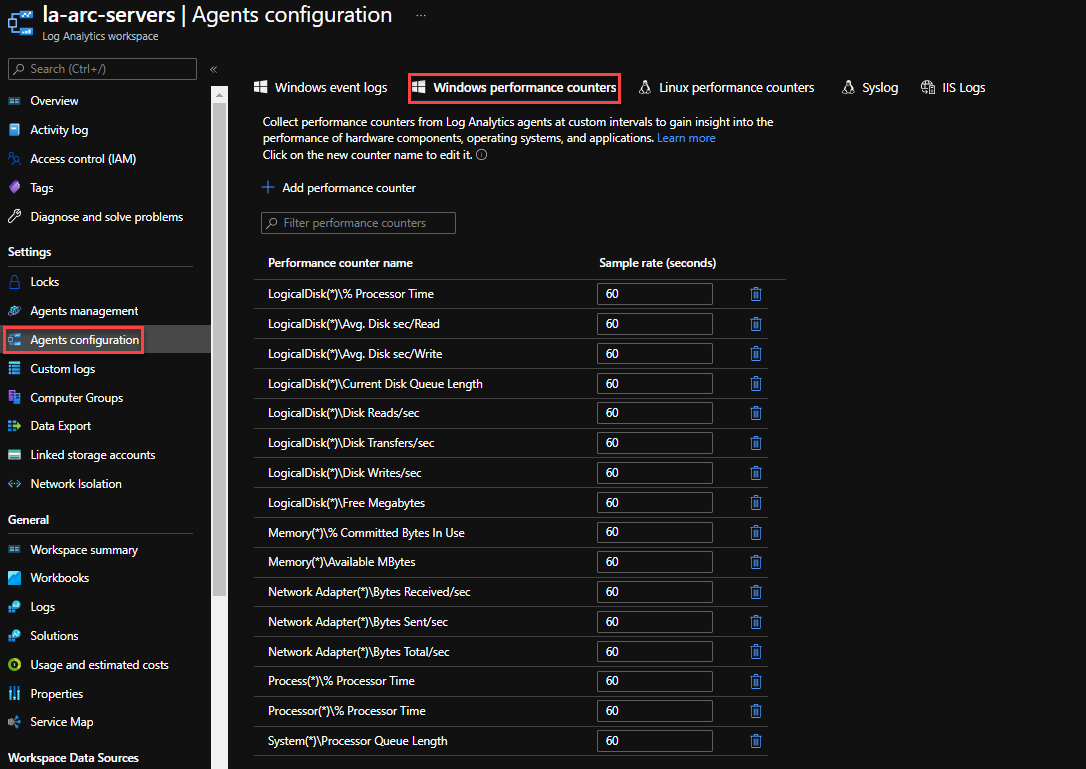 la-arc-servers | Agents configuration ...
Log Analytics workspace
Search (Ctrl+/)
«
Overview
Activity log
Access control (IAM)
Tags
Diagnose and solve problems
Settings
Locks
Agents management
Agents configuration
Custom logs
Computer Groups
Data Export
Linked storage accounts
Network Isolation
General
Workspace summary
Workbooks
Logs
Solutions
Usage and estimated costs
Properties
Service Map
Workspace Data Sources
Windows event logs
Windows performance counters
Linux performance counters
Syslog
IIS Logs
Collect performance counters from Log Analytics agents at custom intervals to gain insight into the
performance of hardware components, operating systems, and applications. Learn more
Click on the new counter name to edit it.
Add performance counter
Filter performance counters
Performance counter name Sample rate (seconds)
LogicalDisk(*)\% Processor Time 60
LogicalDisk(*)\Avg. Disk sec/Read 60
LogicalDisk(*)\Avg. Disk sec/Write 60
LogicalDisk(*)\Current Disk Queue Length 60
LogicalDisk(*)\Disk Reads/sec 60
LogicalDisk(*)\Disk Transfers/sec 60
LogicalDisk(*)\Disk Writes/sec 60
LogicalDisk(*)\Free Megabytes 60
Memory(*)\% Committed Bytes In Use 60
Memory(*)\Available MBytes 60
Network Adapter(*)\Bytes Received/sec 60
Network Adapter(*)\Bytes Sent/sec 60
Network Adapter(*)\Bytes Total/sec 60
Process(*)\% Processor Time 60
Processor(*)\% Processor Time 60
System(*)\Processor Queue Length 60